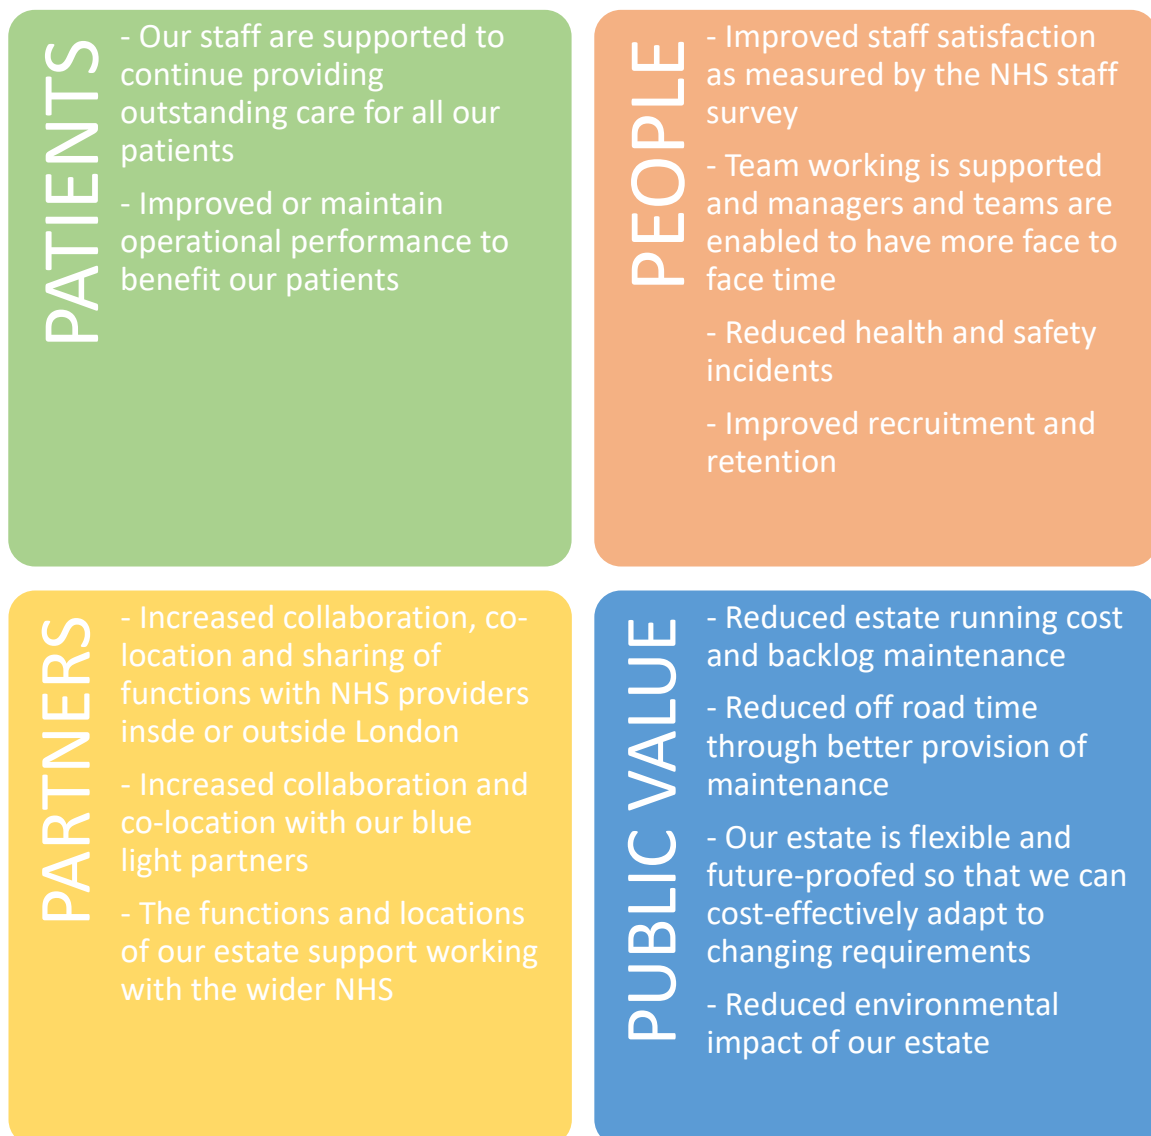 PATIENTS
- Our staff are supported to
continue providing
outstanding care for all our
patients
- Improved or maintain
operational performance to
benefit our patients
PEOPLE
- Improved staff satisfaction
as measured by the NHS staff
survey
- Team working is supported
and managers and teams are
enabled to have more face to
face time
- Reduced health and safety
incidents
- Improved recruitment and
retention
PARTNERS
- Increased collaboration, co-
location and sharing of
functions with NHS providers
insde or outside London
- Increased collaboration and
co-location with our blue
light partners
- The functions and locations
of our estate support working
with the wider NHS
PUBLIC VALUE
- Reduced estate running cost
and backlog maintenance
- Reduced off road time
through better provision of
maintenance
- Our estate is flexible and
future-proofed so that we can
cost-effectively adapt to
changing requirements
- Reduced environmental
impact of our estate